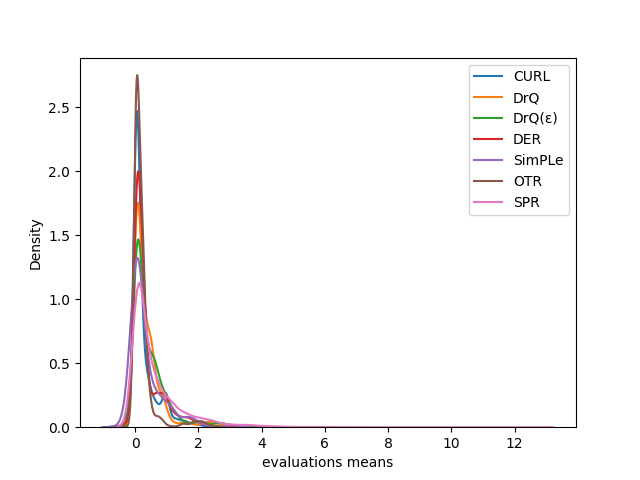 CURL
DrQ
DrQ(ε)
DER
SimPLe
OTR
SPR
Density
2.5
2.0
1.5
1.0
0.5
0.0
0 2 4 6 8 10 12
evaluations means